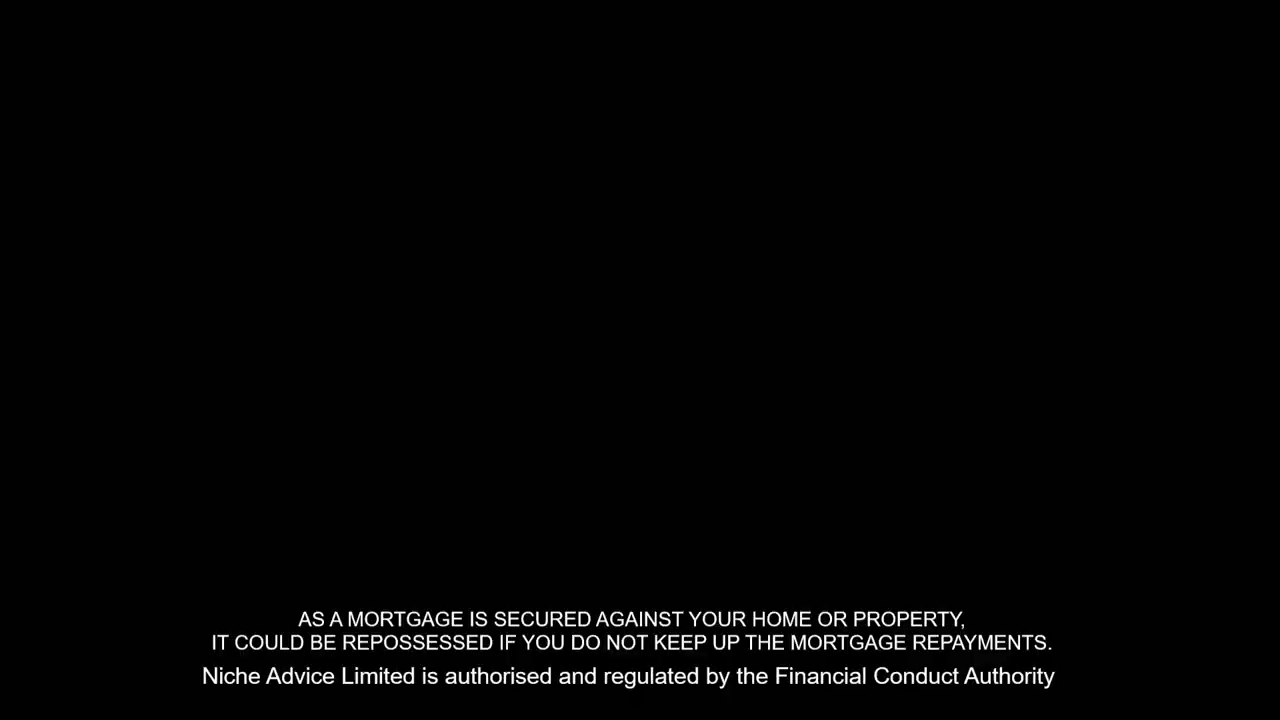 AS A MORTGAGE IS SECURED AGAINST YOUR HOME OR PROPERTY,
IT COULD BE REPOSSESSED IF YOU DO NOT KEEP UP THE MORTGAGE REPAYMENTS.
Niche Advice Limited is authorised and regulated by the Financial Conduct Authority